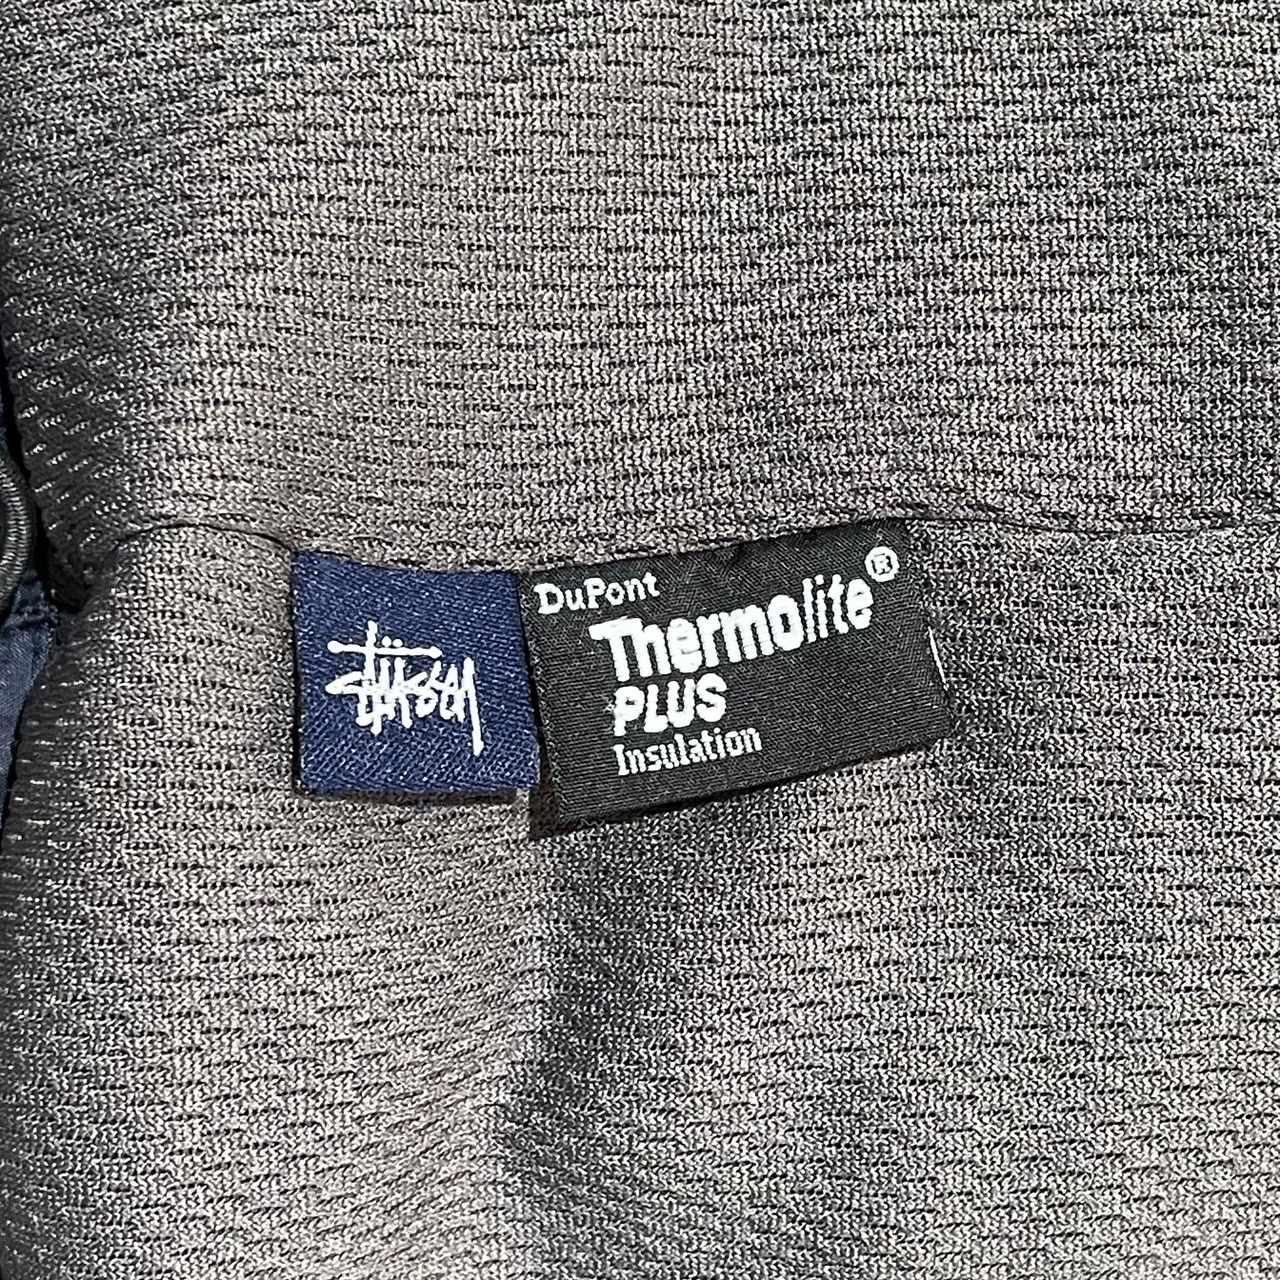 Stüssy
DuPont
Thermolite®
PLUS
Insulation